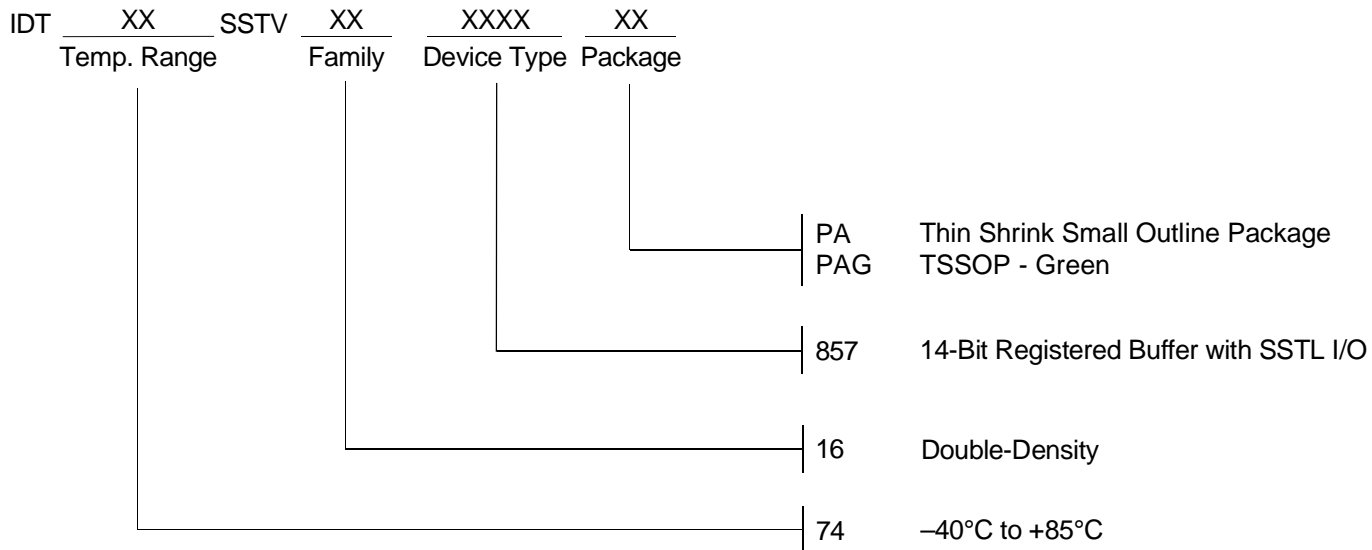 IDT XX SSTV XX XXXX XX
Temp. Range Family Device Type Package
PA Thin Shrink Small Outline Package
PAG TSSOP - Green
857 14-Bit Registered Buffer with SSTL I/O
16 Double-Density
74 –40°C to +85°C